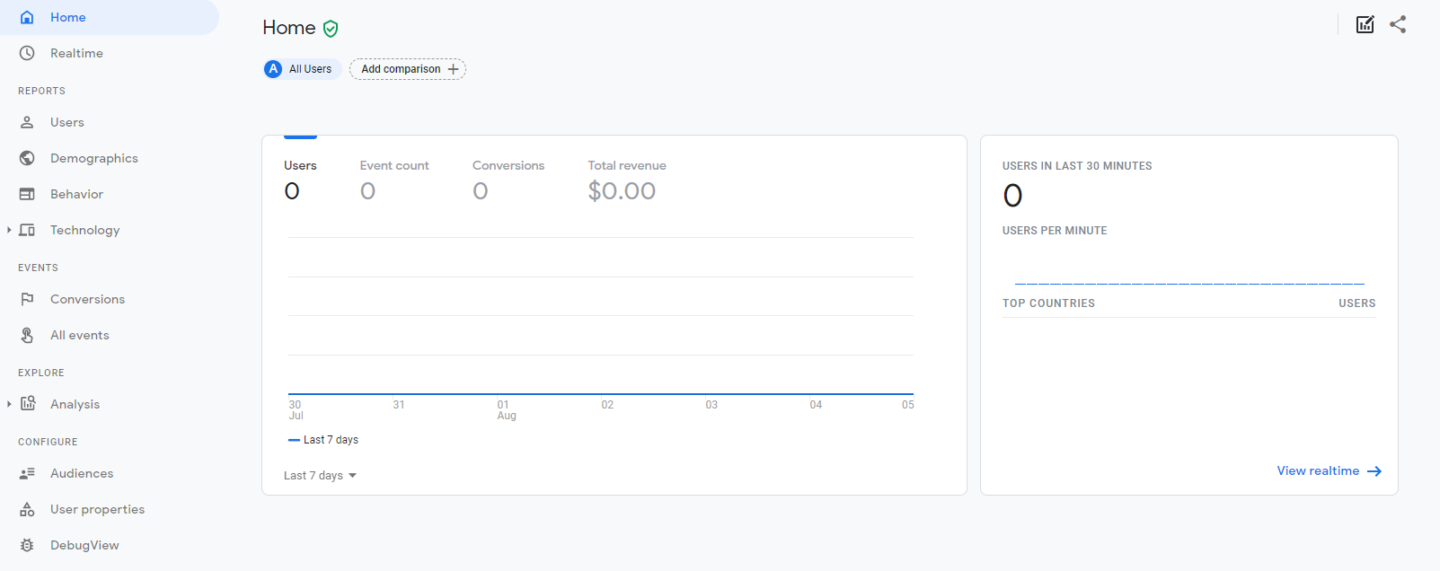 Home
Realtime
REPORTS
Users
Demographics
Behavior
Technology
EVENTS
Conversions
All events
EXPLORE
Analysis
CONFIGURE
Audiences
User properties
DebugView
Home
A All Users Add comparison
Users Event count Conversions Total revenue
0 0 0 $0.00
30 31 01 02 03 04 05
Jul Aug
Last 7 days
Last 7 days
USERS IN LAST 30 MINUTES
0
USERS PER MINUTE
TOP COUNTRIES USERS
View realtime